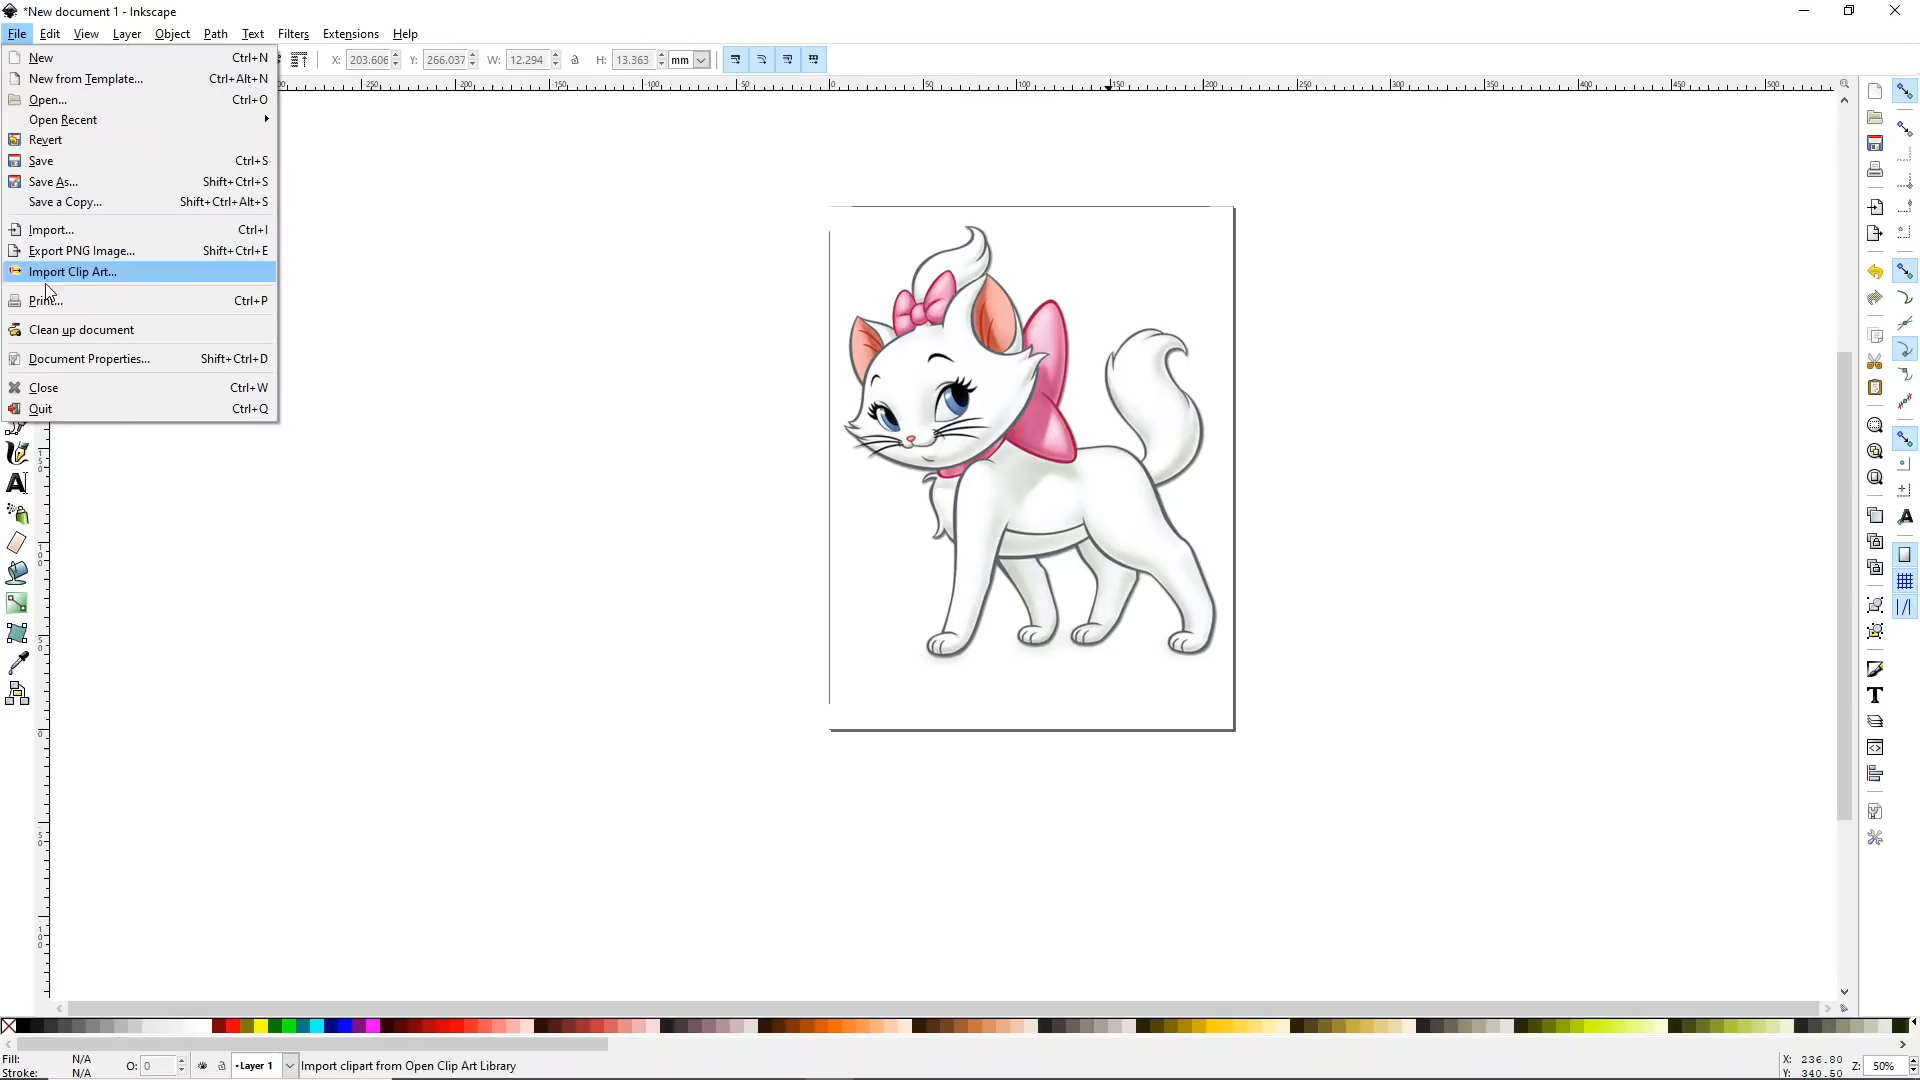 *New document 1 - Inkscape
File Edit View Layer Object Path Text Filters Extensions Help
New Ctrl+N
X: 203.606 Y: 266.037 W: 12.294 H: 13.363 mm
New from Template... Ctrl+Alt+N
Open... Ctrl+O
Open Recent
Revert
Save Ctrl+S
Save As... Shift+Ctrl+S
Save a Copy... Shift+Ctrl+Alt+S
Import... Ctrl+I
Export PNG Image... Shift+Ctrl+E
Import Clip Art...
Print... Ctrl+P
Clean up document
Document Properties... Shift+Ctrl+D
Close Ctrl+W
Quit Ctrl+Q
Fill: N/A
Stroke: N/A
O: 0
Layer 1
Import clipart from Open Clip Art Library
X: 236.80
Y: 340.50
Z: 50%